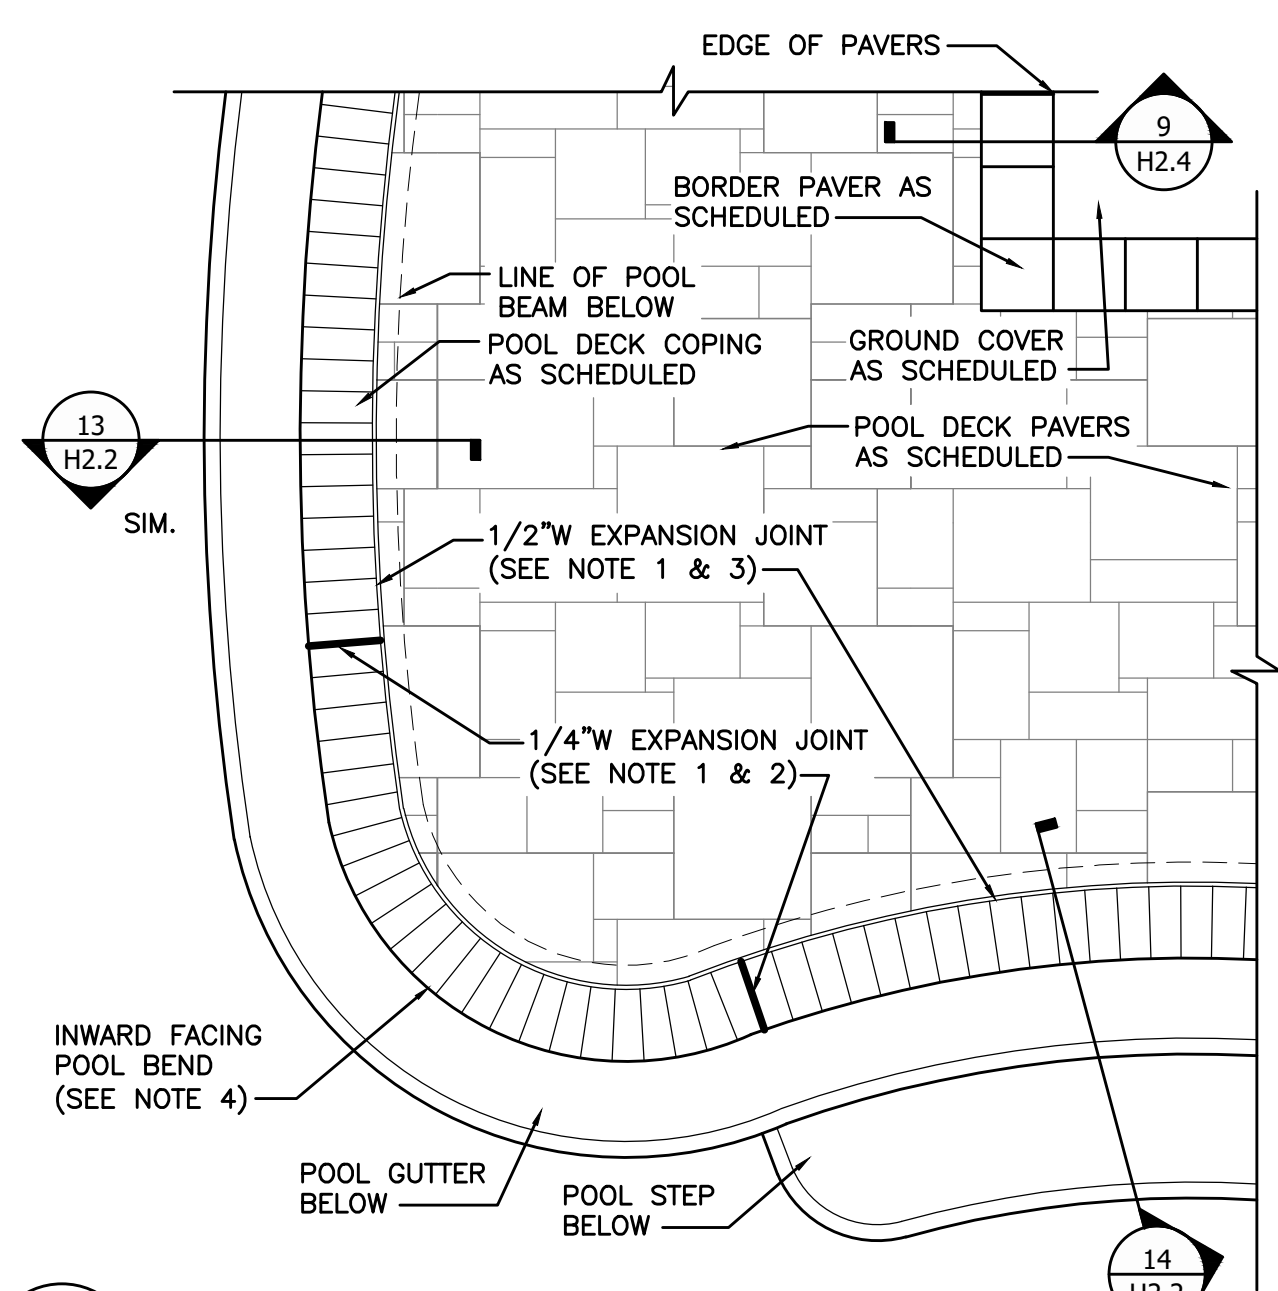 EDGE OF PAVERS
9
H2.4
BORDER PAVER AS
SCHEDULED
LINE OF POOL
BEAM BELOW
POOL DECK COPING
AS SCHEDULED
GROUND COVER
AS SCHEDULED
13
H2.2
SIM.
POOL DECK PAVERS
AS SCHEDULED
1/2”W EXPANSION JOINT
(SEE NOTE 1 & 3)
1/4”W EXPANSION JOINT
(SEE NOTE 1 & 2)
INWARD FACING
POOL BEND
(SEE NOTE 4)
POOL GUTTER
BELOW
POOL STEP
BELOW
14